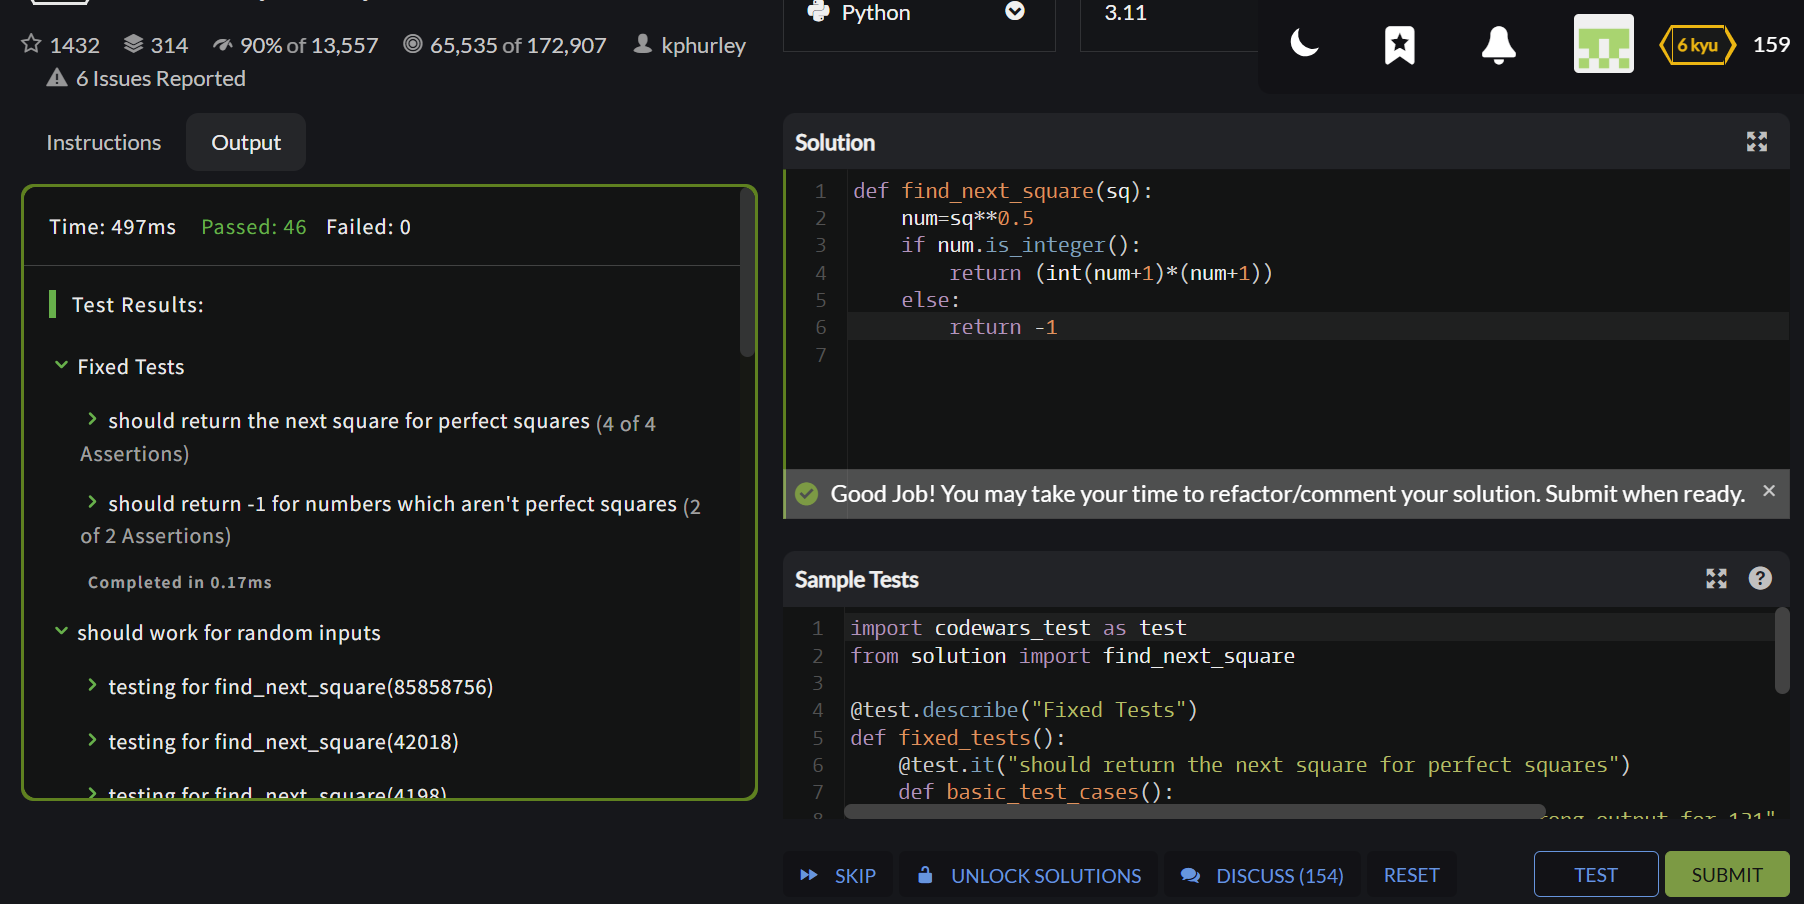 1432 314 90% of 13,557 65,535 of 172,907 kphurley
6 Issues Reported
Python
3.11
6 kyu
159
Instructions
Output
Time: 497ms Passed: 46 Failed: 0
Test Results:
Fixed Tests
should return the next square for perfect squares (4 of 4
Assertions)
should return -1 for numbers which aren't perfect squares (2
of 2 Assertions)
Completed in 0.17ms
should work for random inputs
testing for find_next_square(85858756)
testing for find_next_square(42018)
testing for find_next_square(4198)
Solution
1 def find_next_square(sq):
2     num=sq**0.5
3     if num.is_integer():
4         return (int(num+1)*(num+1))
5     else:
6         return -1
7
Good Job! You may take your time to refactor/comment your solution. Submit when ready.
Sample Tests
1 import codewars_test as test
2 from solution import find_next_square
3
4 @test.describe("Fixed Tests")
5 def fixed_tests():
6     @test.it("should return the next square for perfect squares")
7     def basic_test_cases():
8 output for 121"
SKIP
UNLOCK SOLUTIONS
DISCUSS (154)
RESET
TEST
SUBMIT